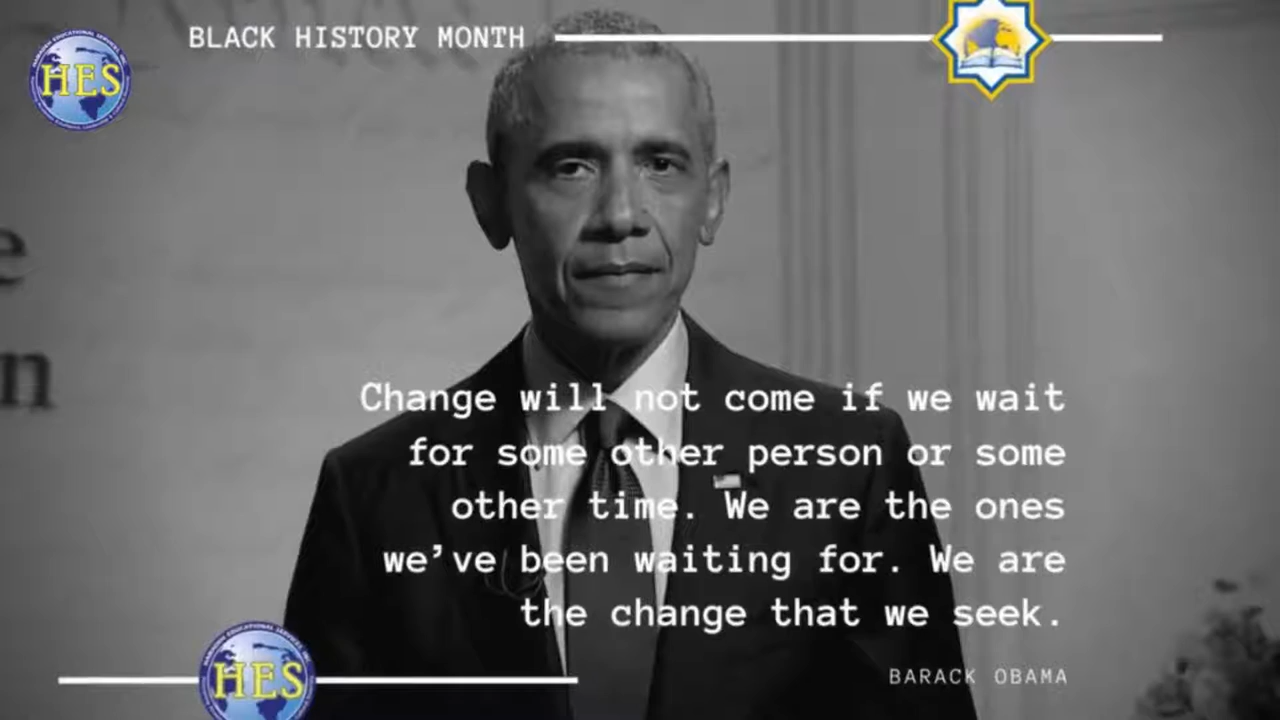 BLACK HISTORY MONTH
HES
e
n
Change will not come if we wait
for some other person or some
other time. We are the ones
we’ve been waiting for. We are
the change that we seek.
HES
BARACK OBAMA